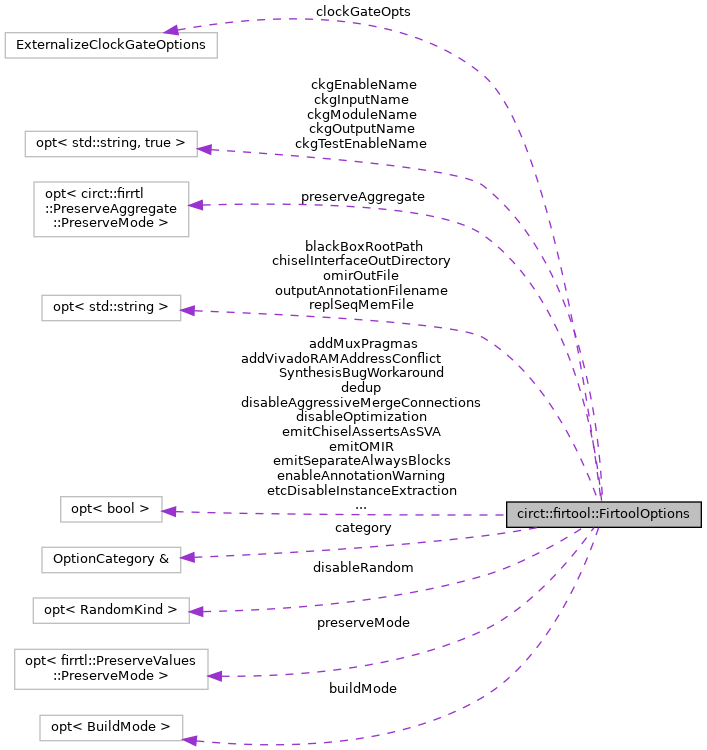 clockGateOpts
ExternalizeClockGateOptions
ckgEnableName
ckgInputName
ckgModuleName
ckgOutputName
ckgTestEnableName
opt< std::string, true >
preserveAggregate
opt< circt::firrtl
::PreserveAggregate
::PreserveMode >
blackBoxRootPath
chiselInterfaceOutDirectory
omirOutFile
outputAnnotationFilename
replSeqMemFile
opt< std::string >
addMuxPragmas
addVivadoRAMAddressConflict
SynthesisBugWorkaround
dedup
disableAggressiveMergeConnections
disableOptimization
emitChiselAssertsAsSVA
emitOMIR
emitSeparateAlwaysBlocks
enableAnnotationWarning
etcDisableInstanceExtraction
...
opt< bool >
circt::firtool::FirtoolOptions
category
OptionCategory &
disableRandom
opt< RandomKind >
preserveMode
opt< firrtl::PreserveValues
::PreserveMode >
buildMode
opt< BuildMode >